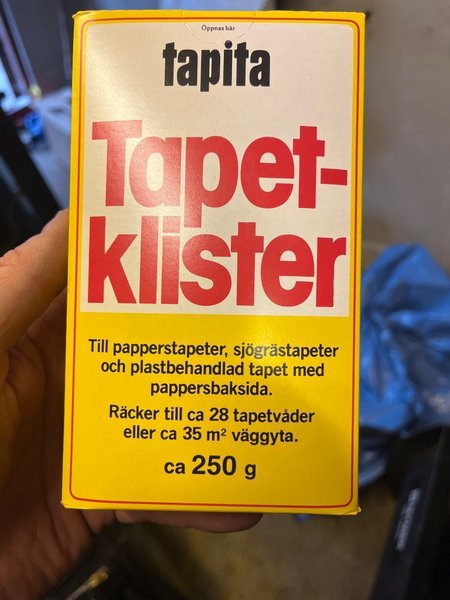 Öppnas här
tapita
Tapet-
klister
Till papperstapeter, sjögrästapeter
och plastbehandlad tapet med
pappersbaksida.
Räcker till ca 28 tapetvåder
eller ca 35 m² väggyta.
ca 250 g